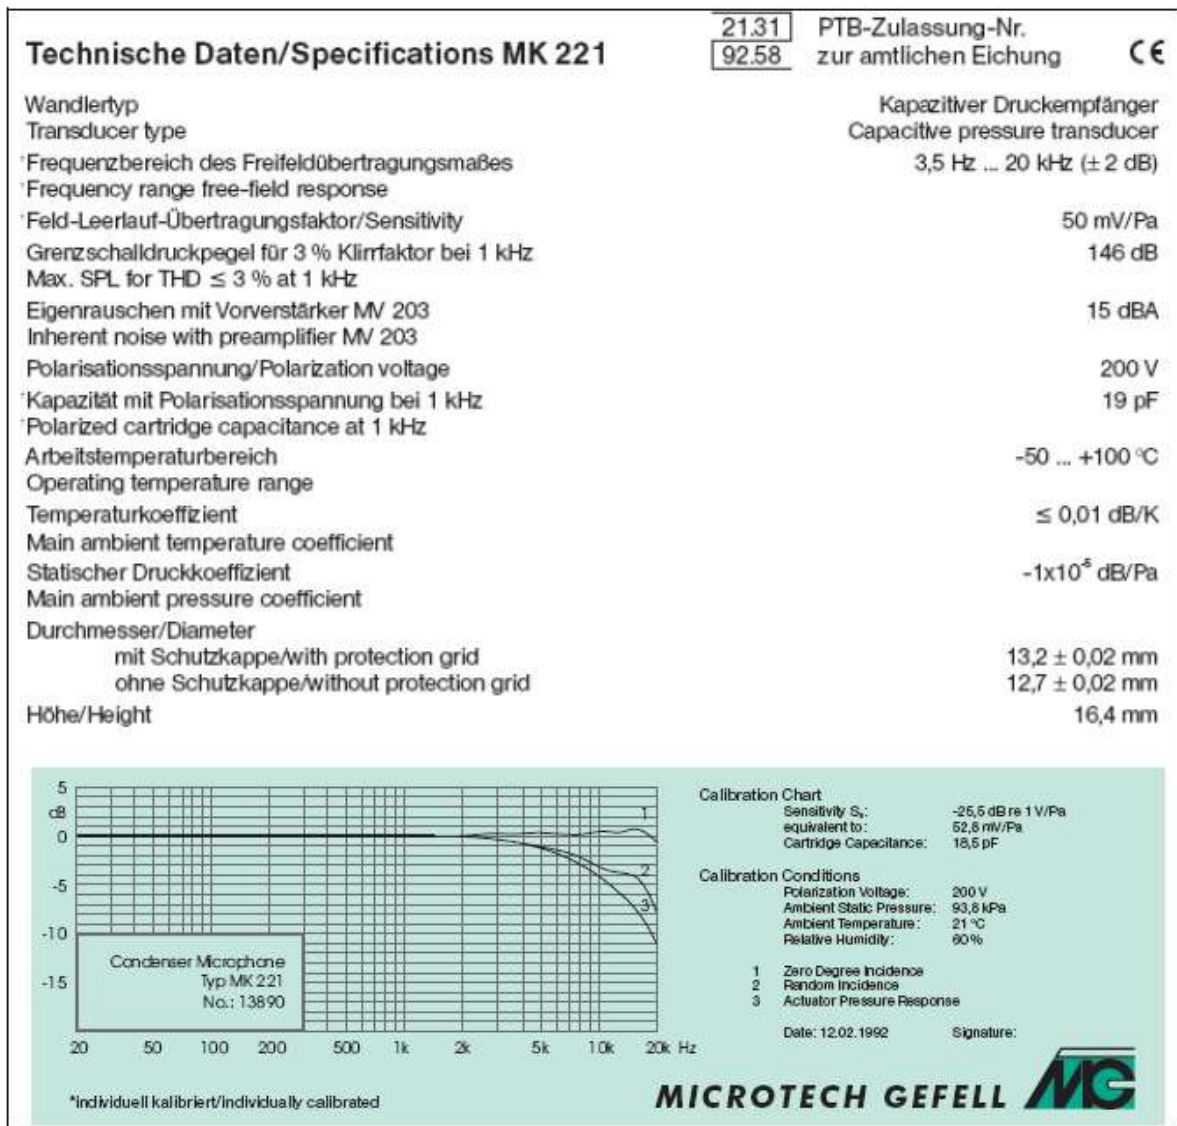 Technische Daten/Specifications MK 221
21.31 PTB-Zulassung-Nr.
92.58 zur amtlichen Eichung CE
Wandlertyp Kapazitiver Druckempfänger
Transducer type Capacitive pressure transducer
*Frequenzbereich des Freifeldübertragungsmaßes 3,5 Hz ... 20 kHz (± 2 dB)
*Frequency range free-field response
*Feld-Leerlauf-Übertragungsfaktor/Sensitivity 50 mV/Pa
Grenzschalldruckpegel für 3 % Klirrfaktor bei 1 kHz 146 dB
Max. SPL for THD ≤ 3 % at 1 kHz
Eigenrauschen mit Vorverstärker MV 203 15 dBA
Inherent noise with preamplifier MV 203
Polarisationsspannung/Polarization voltage 200 V
*Kapazität mit Polarisationsspannung bei 1 kHz 19 pF
*Polarized cartridge capacitance at 1 kHz
Arbeitstemperaturbereich -50 ... +100 °C
Operating temperature range
Temperaturkoeffizient ≤ 0,01 dB/K
Main ambient temperature coefficient
Statischer Druckkoeffizient -1x10⁻⁵ dB/Pa
Main ambient pressure coefficient
Durchmesser/Diameter
mit Schutzkappe/with protection grid 13,2 ± 0,02 mm
ohne Schutzkappe/without protection grid 12,7 ± 0,02 mm
Höhe/Height 16,4 mm
5
dB
0
-5
-10
-15
1
2
3
Condenser Microphone
Typ MK 221
No.: 13890
20 50 100 200 500 1k 2k 5k 10k 20k Hz
*individuell kalibriert/individually calibrated
Calibration Chart
Sensitivity Sₖ: -25,5 dB re 1 V/Pa
equivalent to: 52,8 mV/Pa
Cartridge Capacitance: 18,5 pF
Calibration Conditions
Polarization Voltage: 200 V
Ambient Static Pressure: 93,8 kPa
Ambient Temperature: 21 °C
Relative Humidity: 60%
1 Zero Degree Incidence
2 Random Incidence
3 Actuator Pressure Response
Date: 12.02.1992 Signature:
MICROTECH GEFELL MG